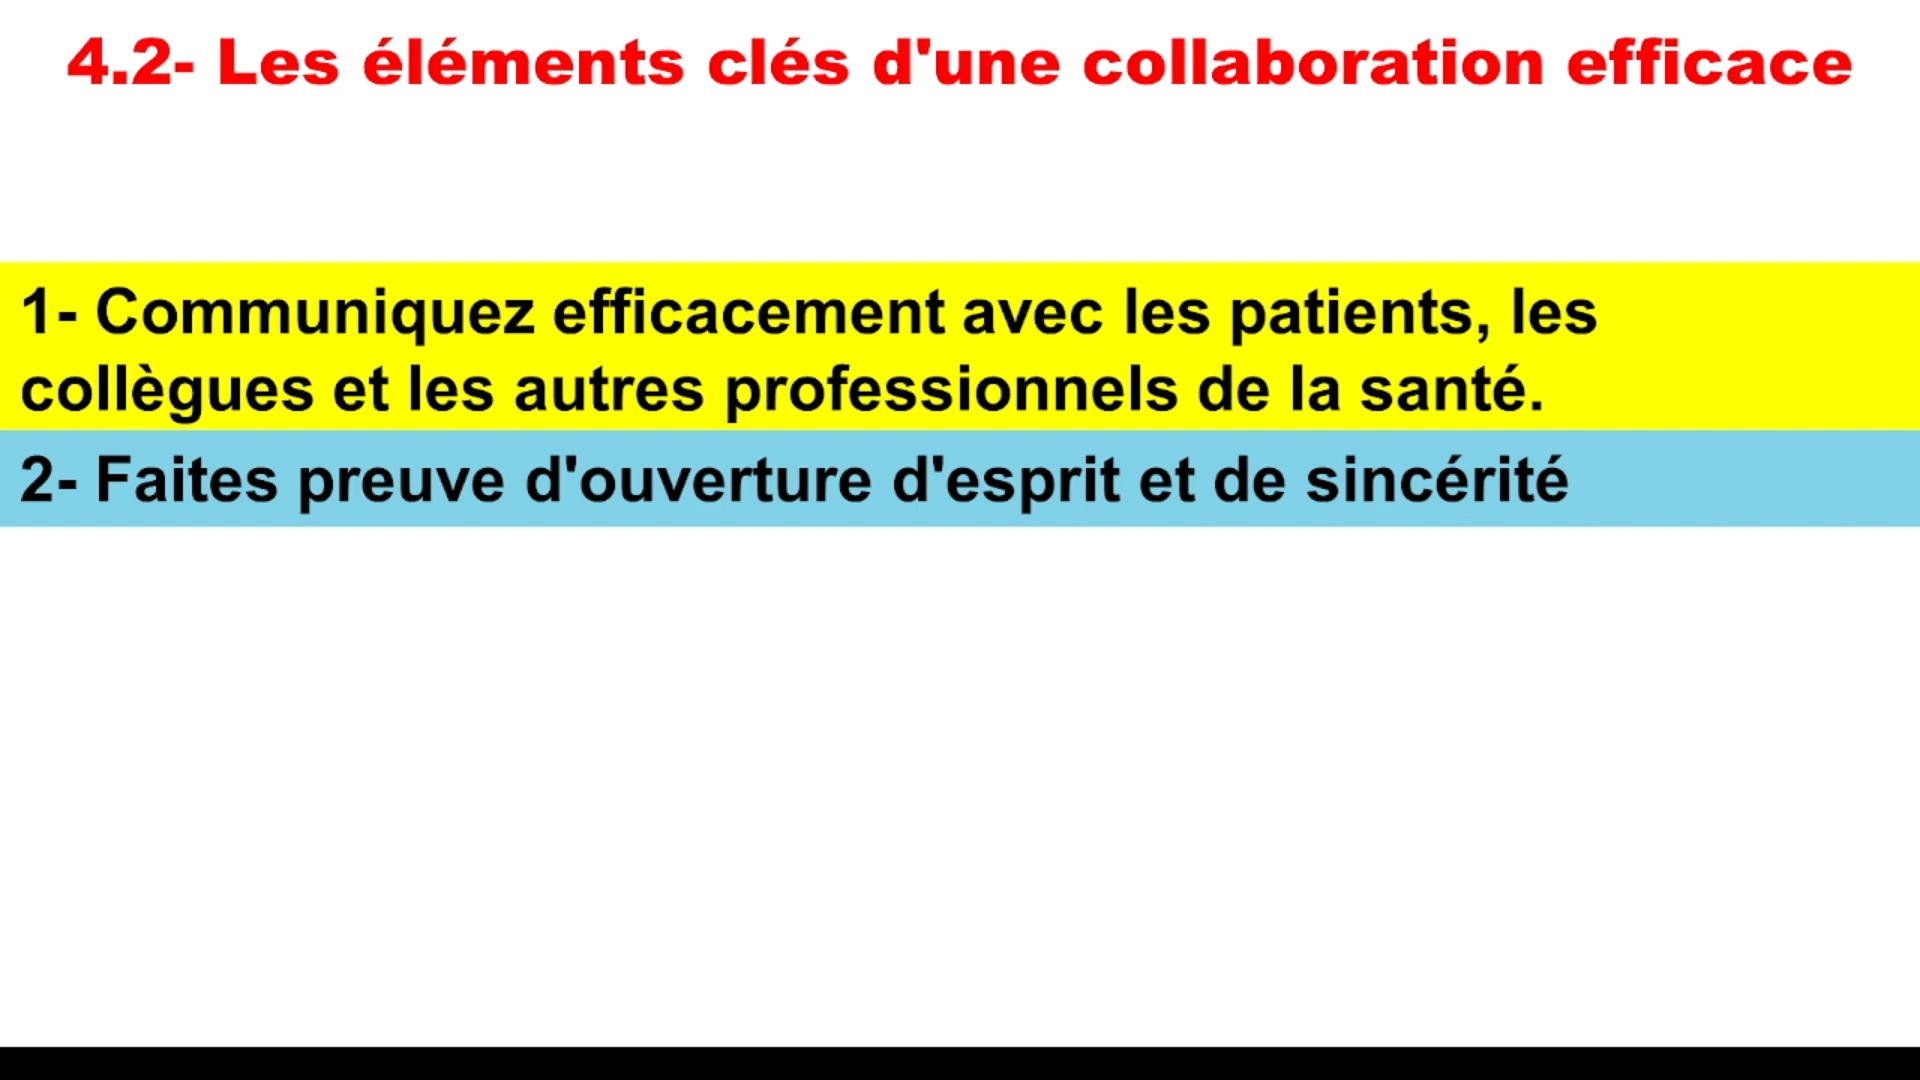 4.2- Les éléments clés d'une collaboration efficace
1- Communiquez efficacement avec les patients, les
collègues et les autres professionnels de la santé.
2- Faites preuve d'ouverture d'esprit et de sincérité